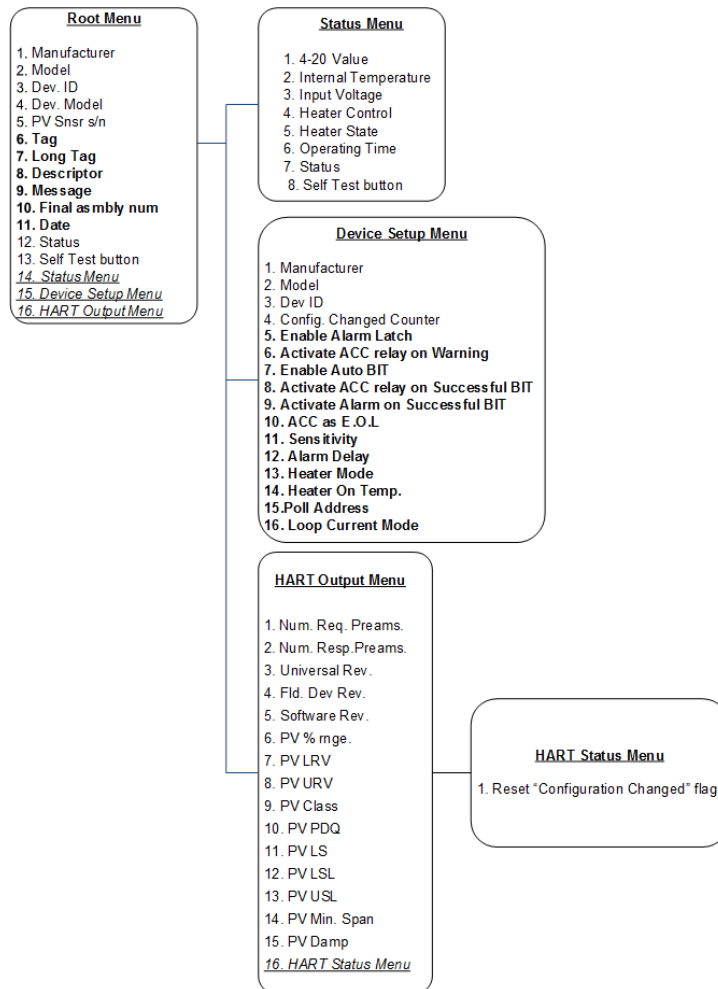 Root Menu
1. Manufacturer
2. Model
3. Dev. ID
4. Dev. Model
5. PV Snsr s/n
6. Tag
7. Long Tag
8. Descriptor
9. Message
10. Final asmbly num
11. Date
12. Status
13. Self Test button
14. Status Menu
15. Device Setup Menu
16. HART Output Menu
Status Menu
1. 4-20 Value
2. Internal Temperature
3. Input Voltage
4. Heater Control
5. Heater State
6. Operating Time
7. Status
8. Self Test button
Device Setup Menu
1. Manufacturer
2. Model
3. Dev ID
4. Config. Changed Counter
5. Enable Alarm Latch
6. Activate ACC relay on Warning
7. Enable Auto BIT
8. Activate ACC relay on Successful BIT
9. Activate Alarm on Successful BIT
10. ACC as E.O.L
11. Sensitivity
12. Alarm Delay
13. Heater Mode
14. Heater On Temp.
15.Poll Address
16. Loop Current Mode
HART Output Menu
1. Num. Req. Preams.
2. Num. Resp.Preams.
3. Universal Rev.
4. Fld. Dev Rev.
5. Software Rev.
6. PV % rnge.
7. PV LRV
8. PV URV
9. PV Class
10. PV PDQ
11. PV LS
12. PV LSL
13. PV USL
14. PV Min. Span
15. PV Damp
16. HART Status Menu
HART Status Menu
1. Reset “Configuration Changed” flag